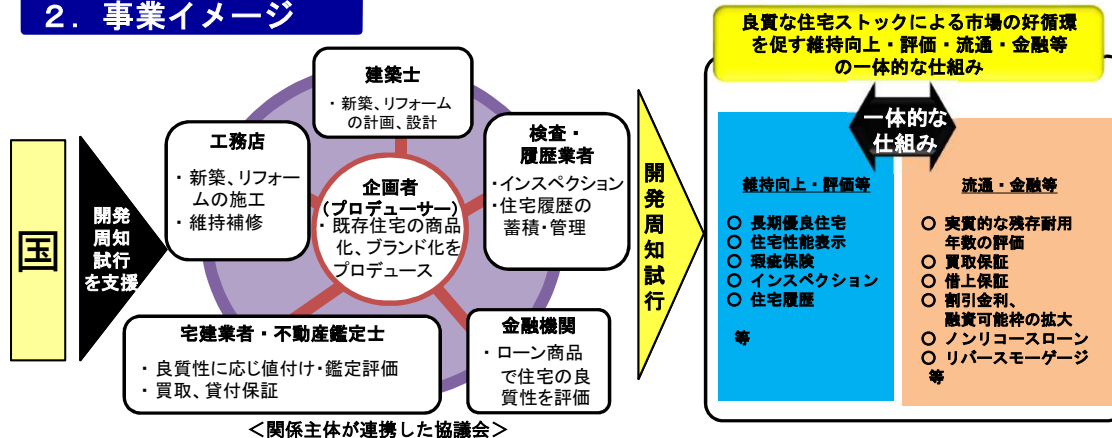 ２．事業イメージ
国
開発
周知
試行
を支援
建築士
・新築、リフォーム
の計画、設計
工務店
・新築、リフォー
ムの施工
・維持補修
企画者
(プロデューサー)
・既存住宅の商品
化、ブランド化を
プロデュース
検査・
履歴業者
・インスペクション
・住宅履歴の
蓄積・管理
宅建業者・不動産鑑定士
・良質性に応じ値付け・鑑定評価
・買取、貸付保証
金融機関
・ローン商品
で住宅の良
質性を評価
＜関係主体が連携した協議会＞
開発周知試行
良質な住宅ストックによる市場の好循環
を促す維持向上・評価・流通・金融等
の一体的な仕組み
一体的な
仕組み
維持向上・評価等
○ 長期優良住宅
○ 住宅性能表示
○ 瑕疵保険
○ インスペクション
○ 住宅履歴
等
流通・金融等
○ 実質的な残存耐用
年数の評価
○ 買取保証
○ 借上保証
○ 割引金利、
融資可能枠の拡大
○ ノンリコースローン
○ リバースモーゲージ
等